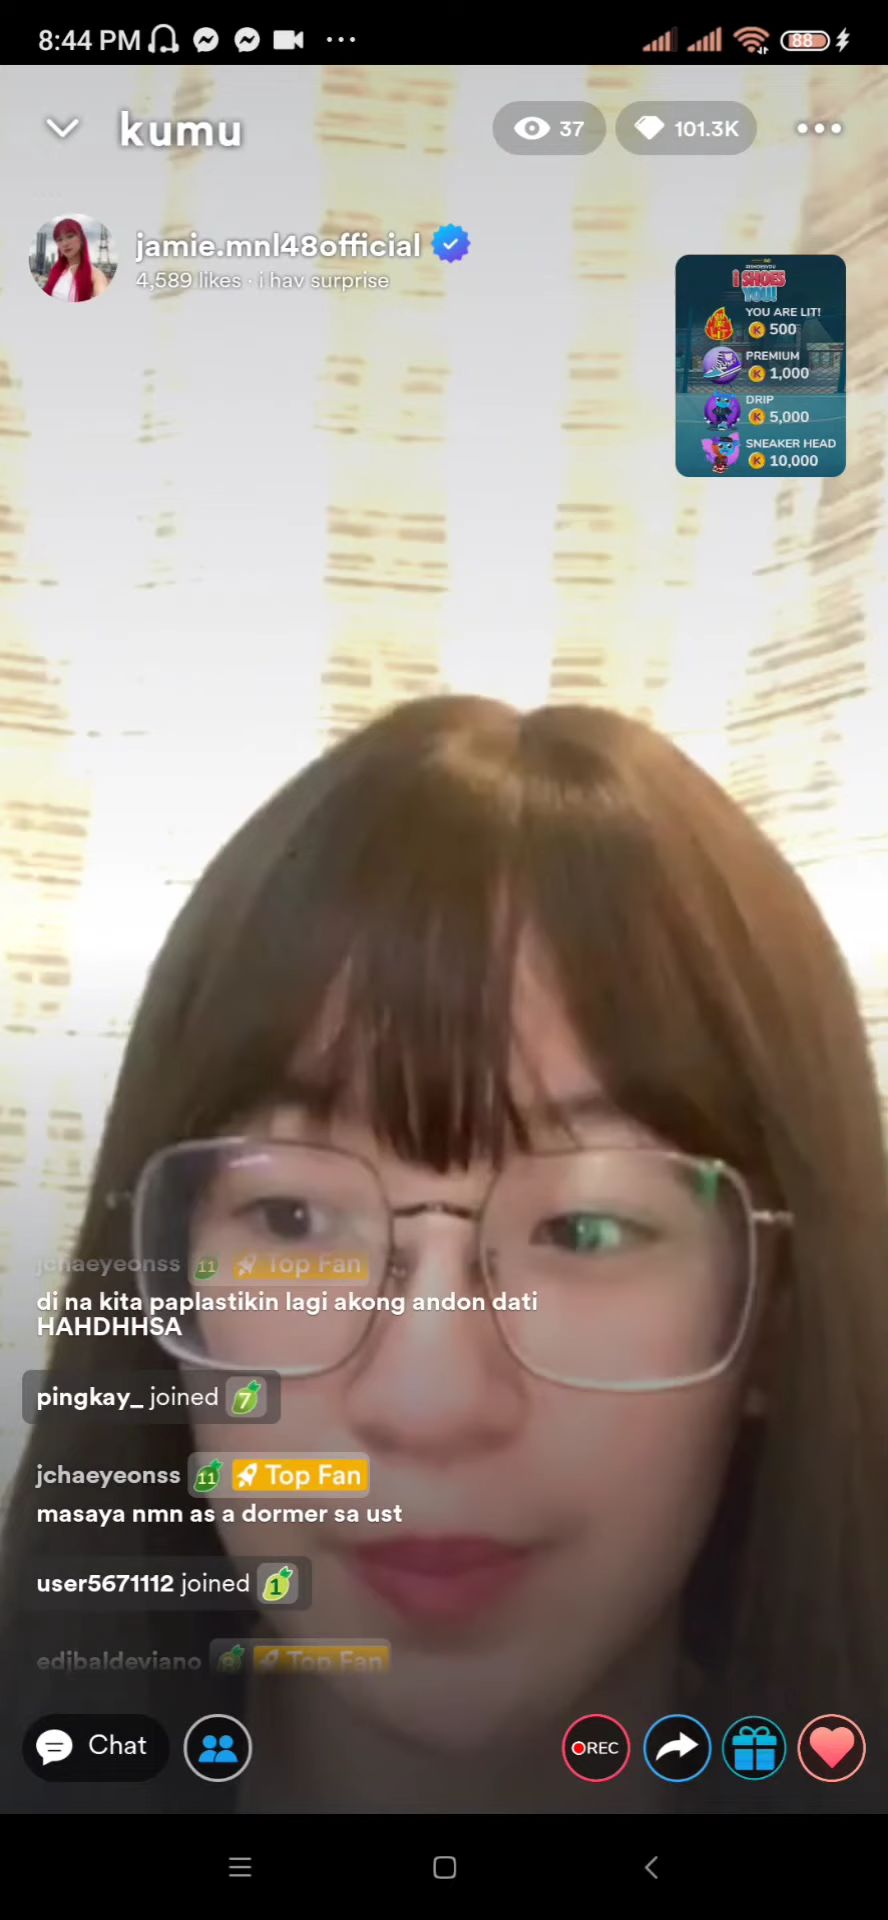 8:44 PM
88
kumu
37
101.3K
jamie.mnl48official
4,589 likes · i hav surprise
I SHOES
YOU!
YOU ARE LIT!
K 500
PREMIUM
K 1,000
DRIP
K 5,000
SNEAKER HEAD
K 10,000
jchaeyeonss 11 Top Fan
di na kita paplastikin lagi akong andon dati
HAHDHHSA
pingkay_ joined 7
jchaeyeonss 11 Top Fan
masaya nmn as a dormer sa ust
user5671112 joined 1
edjbaldeviano 8 Top Fan
Chat
REC